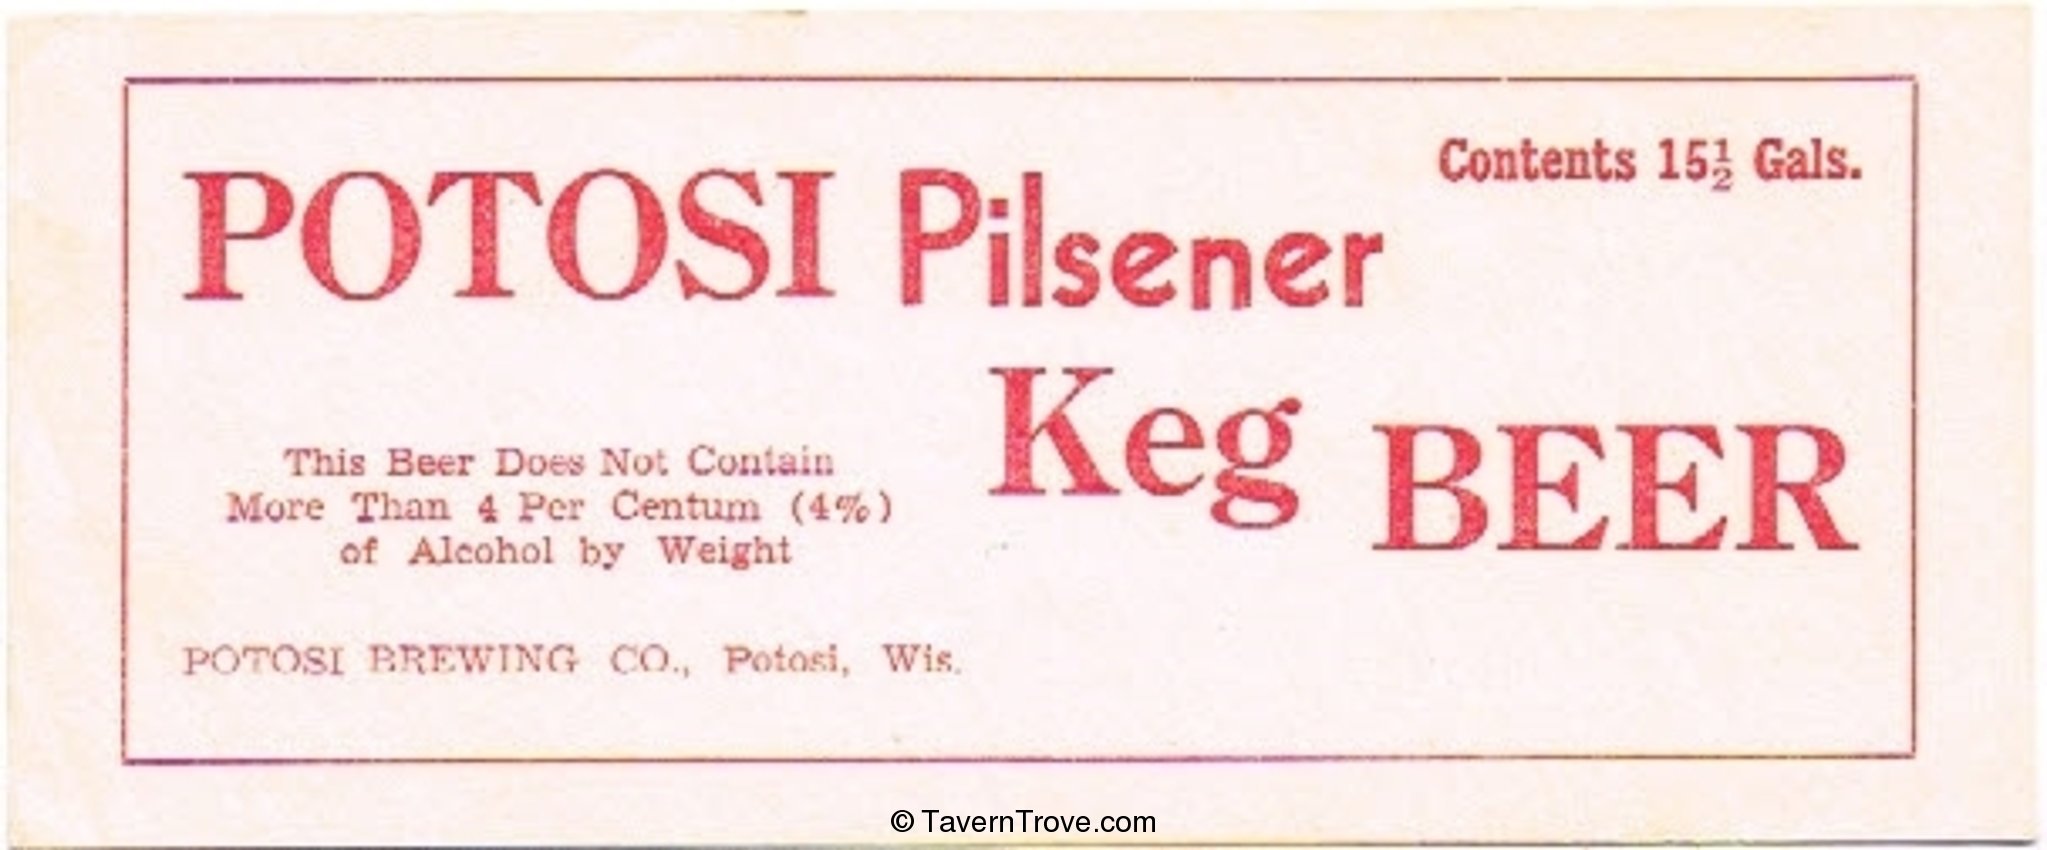 Contents 15½ Gals.
POTOSI Pilsener
Keg BEER
This Beer Does Not Contain
More Than 4 Per Centum (4%)
of Alcohol by Weight
POTOSI BREWING CO., Potosi, Wis.
© TavernTrove.com